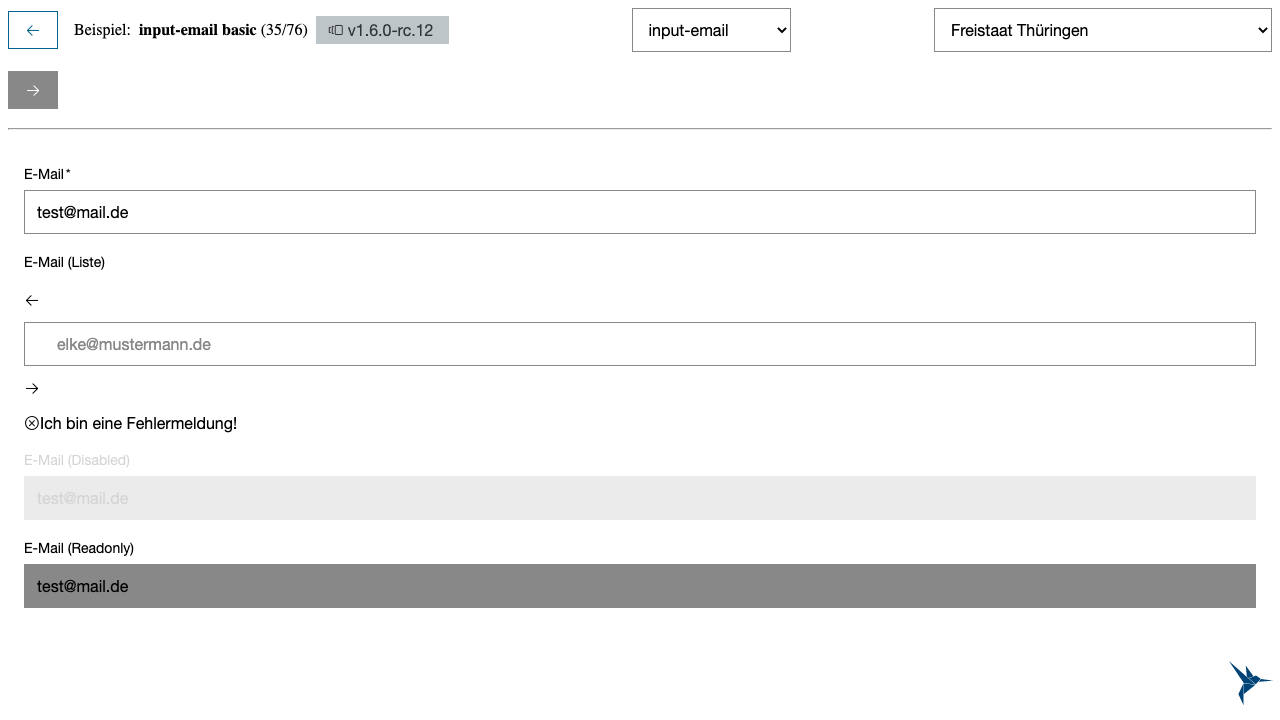 Beispiel: input-email basic (35/76) v1.6.0-rc.12 input-email Freistaat Thüringen
E-Mail*
test@mail.de
E-Mail (Liste)
elke@mustermann.de
Ich bin eine Fehlermeldung!
E-Mail (Disabled)
test@mail.de
E-Mail (Readonly)
test@mail.de